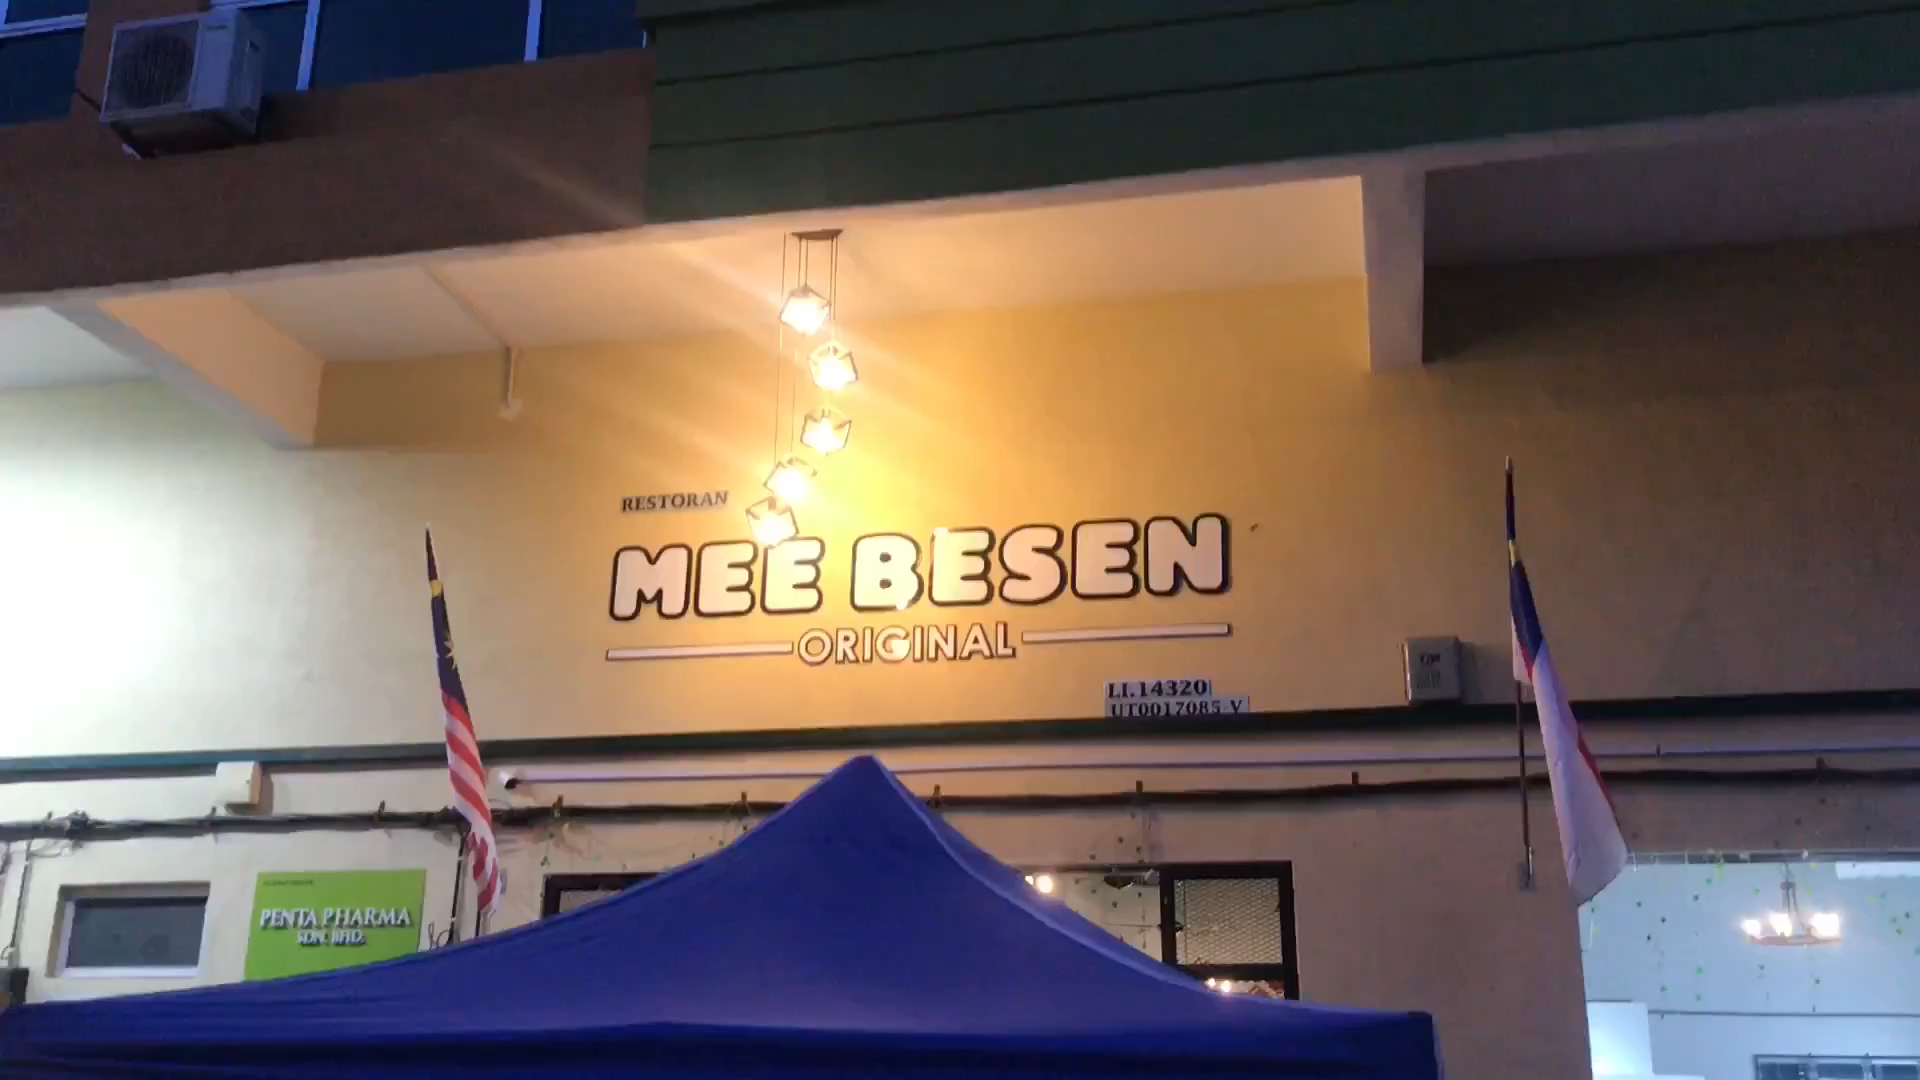 RESTORAN
MEE BESEN
ORIGINAL
LI.14320
UT0017085-V
PENTA PHARMA
SDN. BHD.